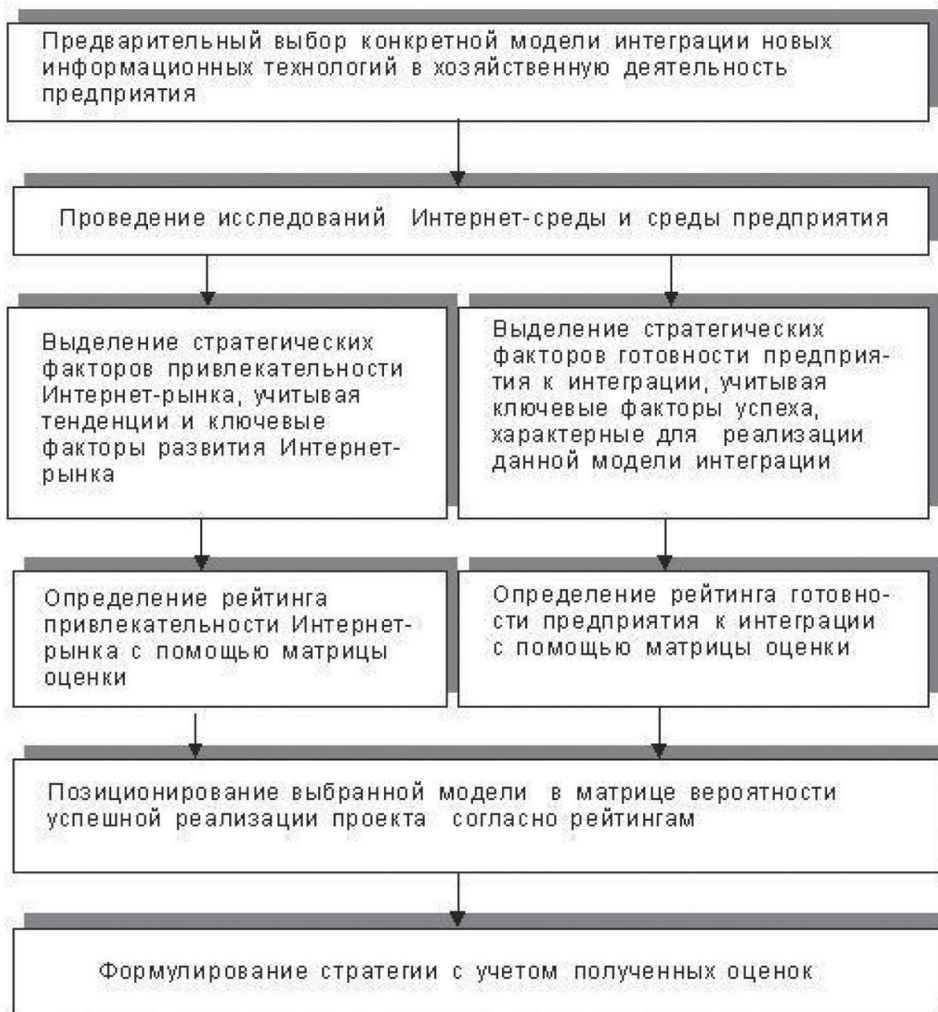 Предварительный выбор конкретной модели интеграции новых
информационных технологий в хозяйственную деятельность
предприятия
Проведение исследований Интернет-среды и среды предприятия
Выделение стратегических
факторов привлекательности
Интернет-рынка, учитывая
тенденции и ключевые
факторы развития Интернет-
рынка
Выделение стратегических
факторов готовности предприя-
тия к интеграции, учитывая
ключевые факторы успеха,
характерные для реализации
данной модели интеграции
Определение рейтинга
привлекательности Интернет-
рынка с помощью матрицы
оценки
Определение рейтинга готовно-
сти предприятия к интеграции
с помощью матрицы оценки
Позиционирование выбранной модели в матрице вероятности
успешной реализации проекта согласно рейтингам
Формулирование стратегии с учетом полученных оценок